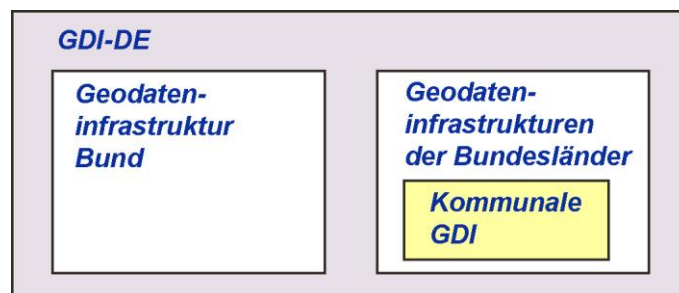 GDI-DE
Geodaten-
infrastruktur
Bund
Geodaten-
infrastrukturen
der Bundesländer
Kommunale
GDI